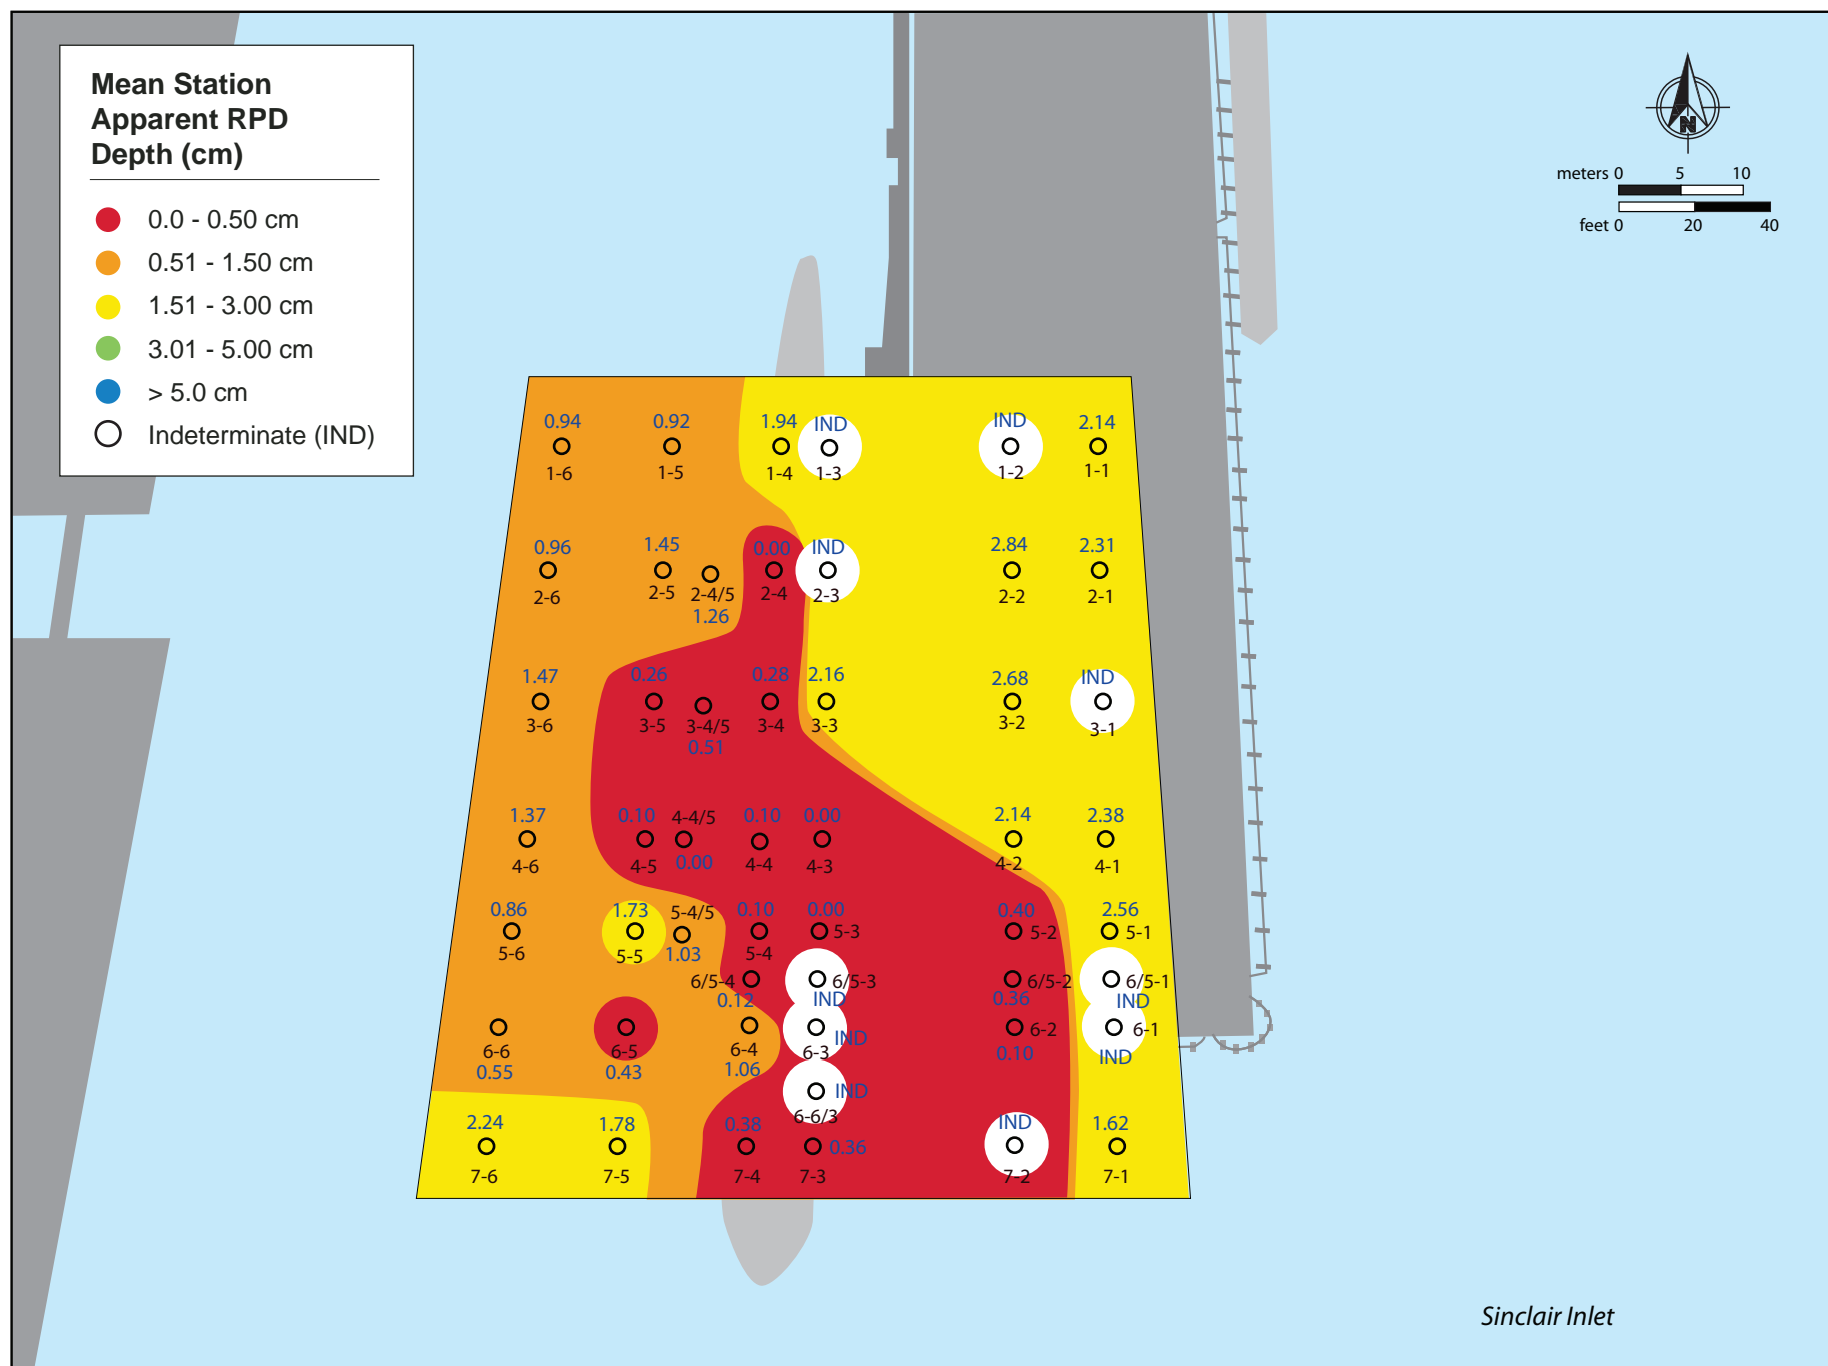 Mean Station
Apparent RPD
Depth (cm)
0.0 - 0.50 cm
0.51 - 1.50 cm
1.51 - 3.00 cm
3.01 - 5.00 cm
> 5.0 cm
Indeterminate (IND)
N
meters 0 5 10
feet 0 20 40
0.94 0.92 1.94 IND IND 2.14
1-6 1-5 1-4 1-3 1-2 1-1
0.96 1.45 0.00 IND 2.84 2.31
2-6 2-5 2-4/5 2-4 2-3 2-2 2-1
1.26
1.47 0.26 0.28 2.16 2.68 IND
3-6 3-5 3-4/5 3-4 3-3 3-2 3-1
0.51
1.37 0.10 4-4/5 0.10 0.00 2.14 2.38
4-6 4-5 0.00 4-4 4-3 4-2 4-1
0.86 1.73 5-4/5 0.10 0.00 0.40 2.56
5-3 5-2 5-1
5-6 5-5 1.03 5-4
6/5-4 6/5-3 6/5-2 6/5-1
0.12 IND 0.36 IND
IND 6-2 6-1
6-6 6-5 6-4 6-3 0.10 IND
0.55 0.43 1.06
IND
6-6/3
2.24 1.78 0.38 IND 1.62
0.36
7-6 7-5 7-4 7-3 7-2 7-1
Sinclair Inlet